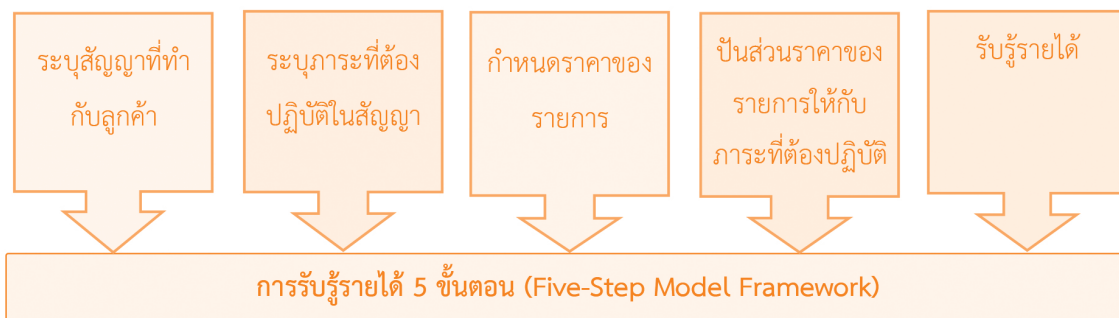 ระบุสัญญาที่ทำ
กับลูกค้า
ระบุภาระที่ต้อง
ปฏิบัติในสัญญา
กำหนดราคาของ
รายการ
ปันส่วนราคาของ
รายการให้กับ
ภาระที่ต้องปฏิบัติ
รับรู้รายได้
การรับรู้รายได้ 5 ขั้นตอน (Five-Step Model Framework)